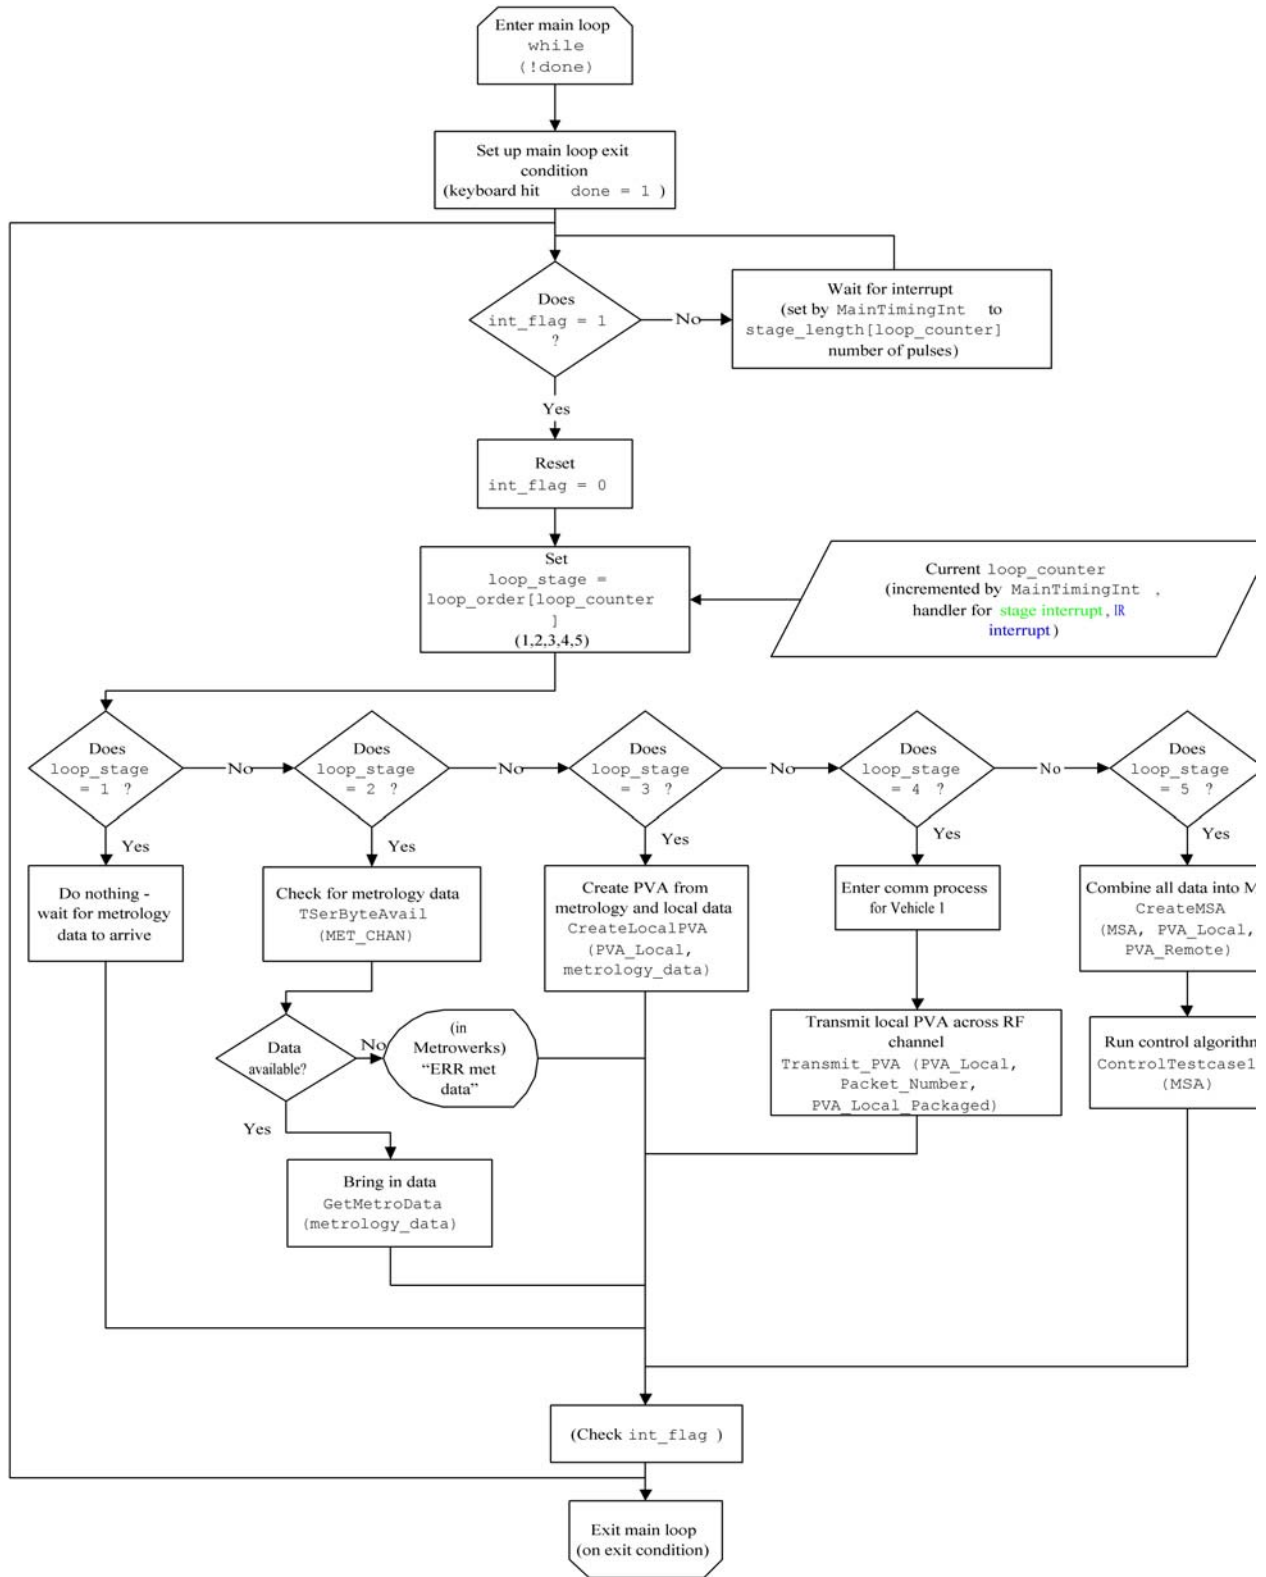 Enter main loop
while
(!done)
Set up main loop exit
condition
(keyboard hit done = 1 )
Does
int_flag = 1
?
No
Wait for interrupt
(set by MainTimingInt to
stage_length[loop_counter]
number of pulses)
Yes
Reset
int_flag = 0
Set
loop_stage =
loop_order[loop_counter
]
(1,2,3,4,5)
Current loop_counter
(incremented by MainTimingInt ,
handler for stage interrupt, IR
interrupt)
Does
loop_stage
= 1 ?
No
Does
loop_stage
= 2 ?
No
Does
loop_stage
= 3 ?
No
Does
loop_stage
= 4 ?
No
Does
loop_stage
= 5 ?
Yes
Yes
Yes
Yes
Yes
Do nothing -
wait for metrology
data to arrive
Check for metrology data
TSerByteAvail
(MET_CHAN)
Create PVA from
metrology and local data
CreateLocalPVA
(PVA_Local,
metrology_data)
Enter comm process
for Vehicle 1
Combine all data into M
CreateMSA
(MSA, PVA_Local,
PVA_Remote)
Data
available?
No
(in
Metrowerks)
“ERR met
data”
Transmit local PVA across RF
channel
Transmit_PVA (PVA_Local,
Packet_Number,
PVA_Local_Packaged)
Run control algorithm
ControlTestcase1
(MSA)
Yes
Bring in data
GetMetroData
(metrology_data)
(Check int_flag )
Exit main loop
(on exit condition)